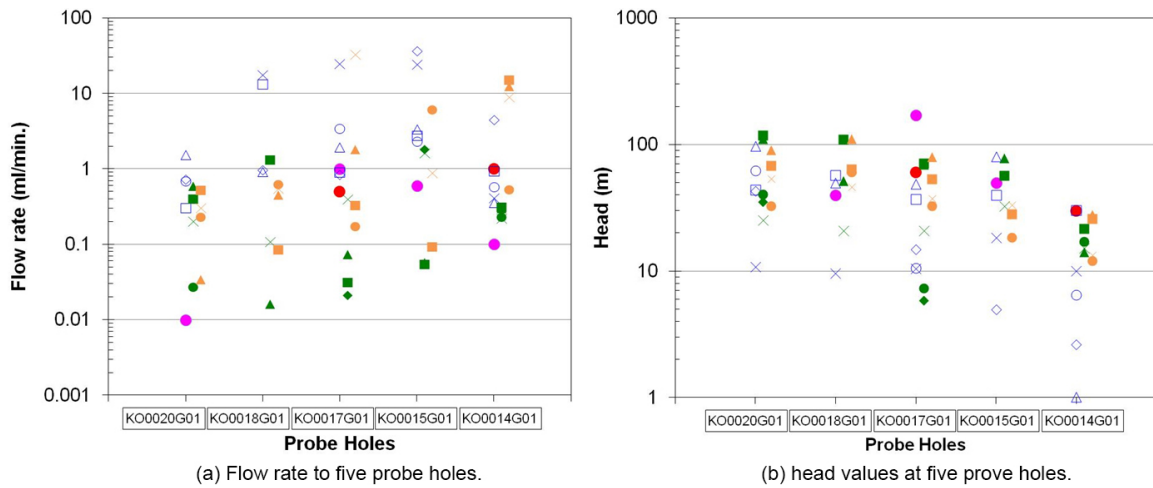 100
10
1
0.1
0.01
0.001
Flow rate (ml/min.)
KO0020G01 KO0018G01 KO0017G01 KO0015G01 KO0014G01
Probe Holes
(a) Flow rate to five probe holes.
1000
100
10
1
Head (m)
KO0020G01 KO0018G01 KO0017G01 KO0015G01 KO0014G01
Probe Holes
(b) head values at five prove holes.